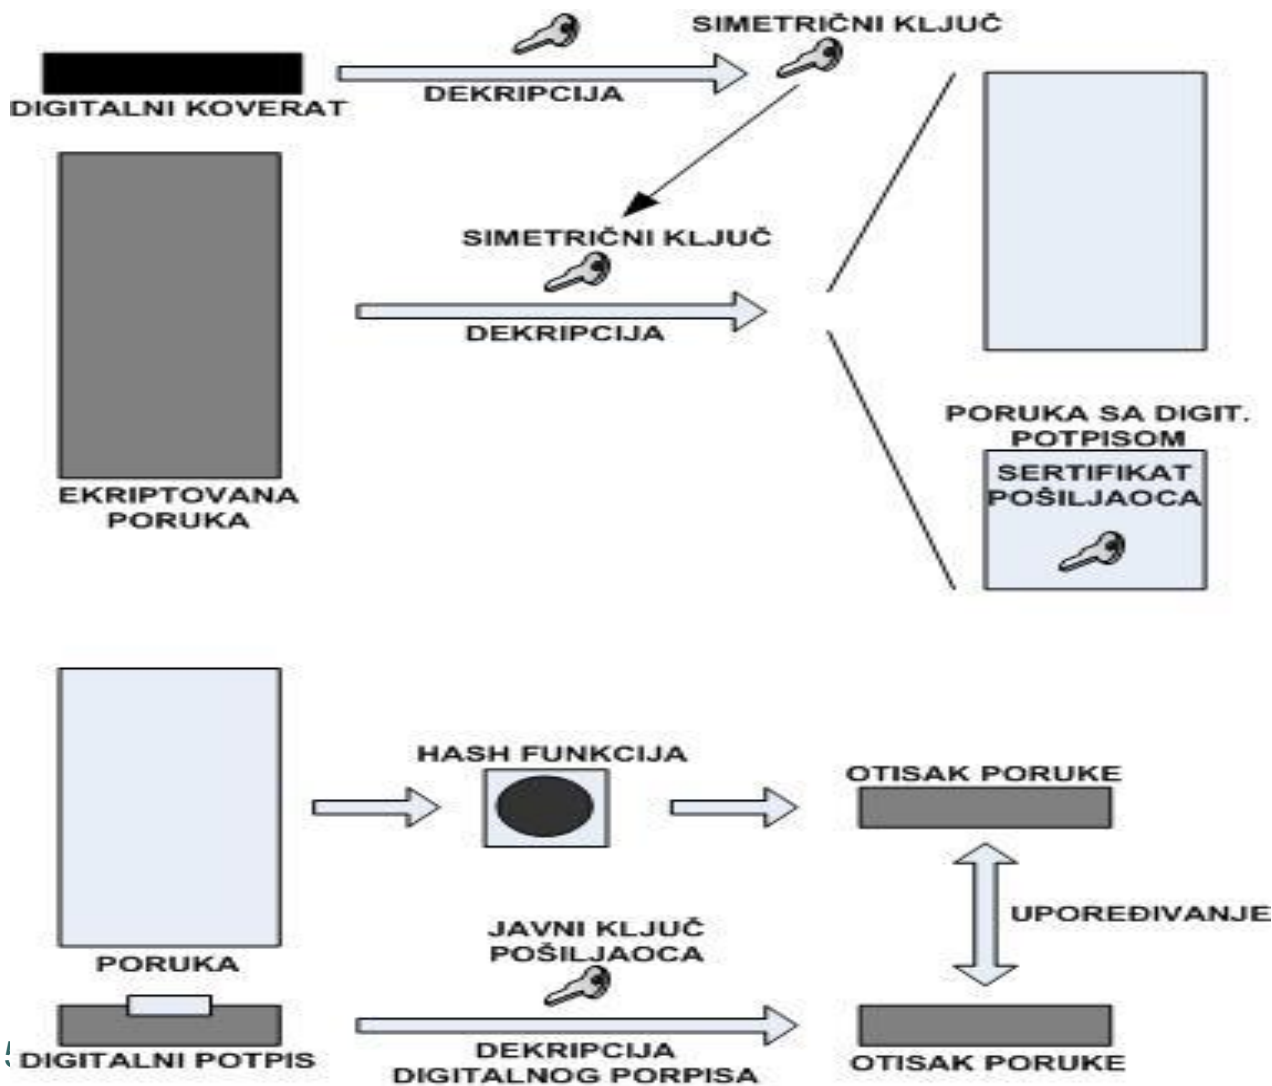 SIMETRIČNI KLJUČ
DEKRIPCIJA
DIGITALNI KOVERAT
SIMETRIČNI KLJUČ
DEKRIPCIJA
EKRIPTOVANA
PORUKA
PORUKA SA DIGIT.
POTPISOM
SERTIFIKAT
POŠILJAOCA
HASH FUNKCIJA
OTISAK PORUKE
UPOREĐIVANJE
JAVNI KLJUČ
POŠILJAOCA
PORUKA
DIGITALNI POTPIS
DEKRIPCIJA
DIGITALNOG PORPISA
OTISAK PORUKE